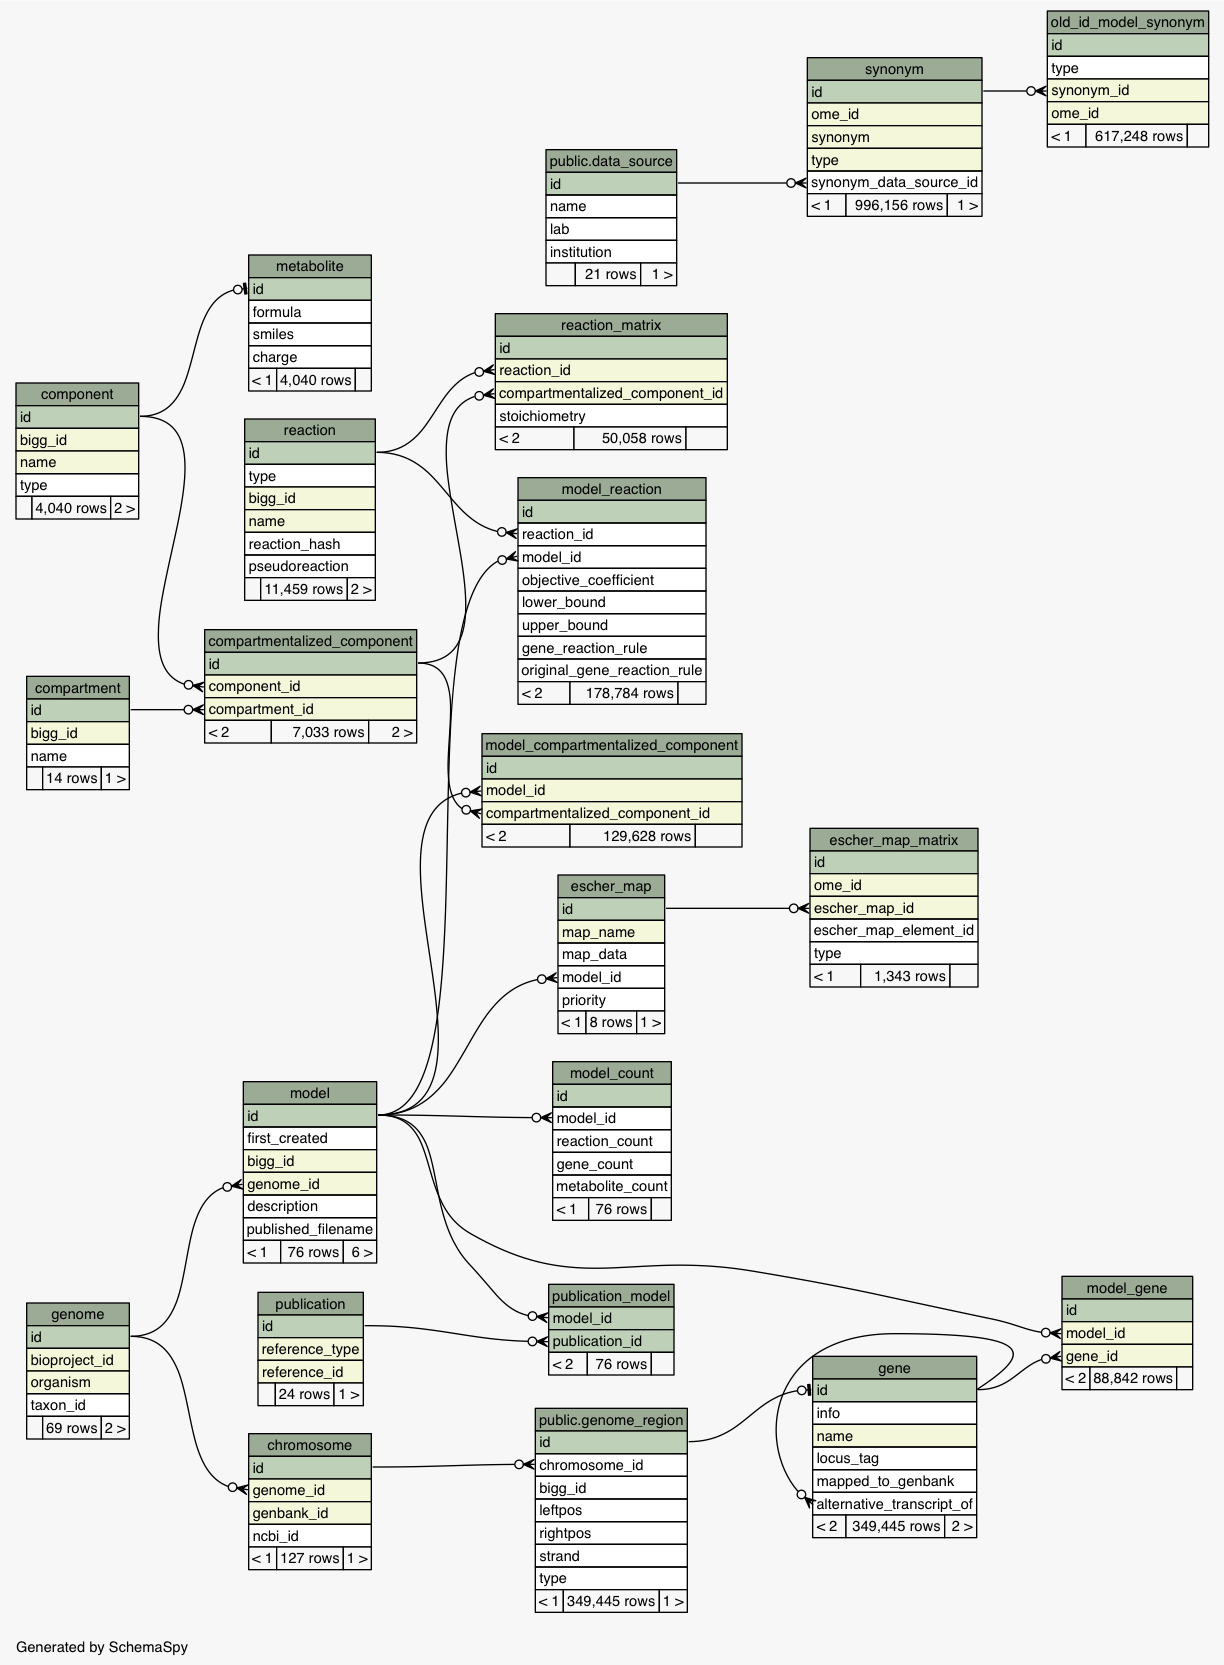 old_id_model_synonym
id
type
synonym_id
ome_id
< 1 617,248 rows
synonym
id
ome_id
synonym
type
synonym_data_source_id
< 1 996,156 rows 1 >
public.data_source
id
name
lab
institution
21 rows 1 >
metabolite
id
formula
smiles
charge
< 1 4,040 rows
component
id
bigg_id
name
type
4,040 rows 2 >
reaction_matrix
id
reaction_id
compartmentalized_component_id
stoichiometry
< 2 50,058 rows
reaction
id
type
bigg_id
name
reaction_hash
pseudoreaction
11,459 rows 2 >
model_reaction
id
reaction_id
model_id
objective_coefficient
lower_bound
upper_bound
gene_reaction_rule
original_gene_reaction_rule
< 2 178,784 rows
compartmentalized_component
id
component_id
compartment_id
< 2 7,033 rows 2 >
compartment
id
bigg_id
name
14 rows 1 >
model_compartmentalized_component
id
model_id
compartmentalized_component_id
< 2 129,628 rows
escher_map_matrix
id
ome_id
escher_map_id
escher_map_element_id
type
< 1 1,343 rows
escher_map
id
map_name
map_data
model_id
priority
< 1 8 rows 1 >
model_count
id
model_id
reaction_count
gene_count
metabolite_count
< 1 76 rows
model
id
first_created
bigg_id
genome_id
description
published_filename
< 1 76 rows 6 >
genome
id
bioproject_id
organism
taxon_id
69 rows 2 >
publication
id
reference_type
reference_id
24 rows 1 >
publication_model
model_id
publication_id
< 2 76 rows
model_gene
id
model_id
gene_id
< 2 88,842 rows
gene
id
info
name
locus_tag
mapped_to_genbank
alternative_transcript_of
< 2 349,445 rows 2 >
public.genome_region
id
chromosome_id
bigg_id
leftpos
rightpos
strand
type
< 1 349,445 rows 1 >
chromosome
id
genome_id
genbank_id
ncbi_id
< 1 127 rows 1 >
Generated by SchemaSpy